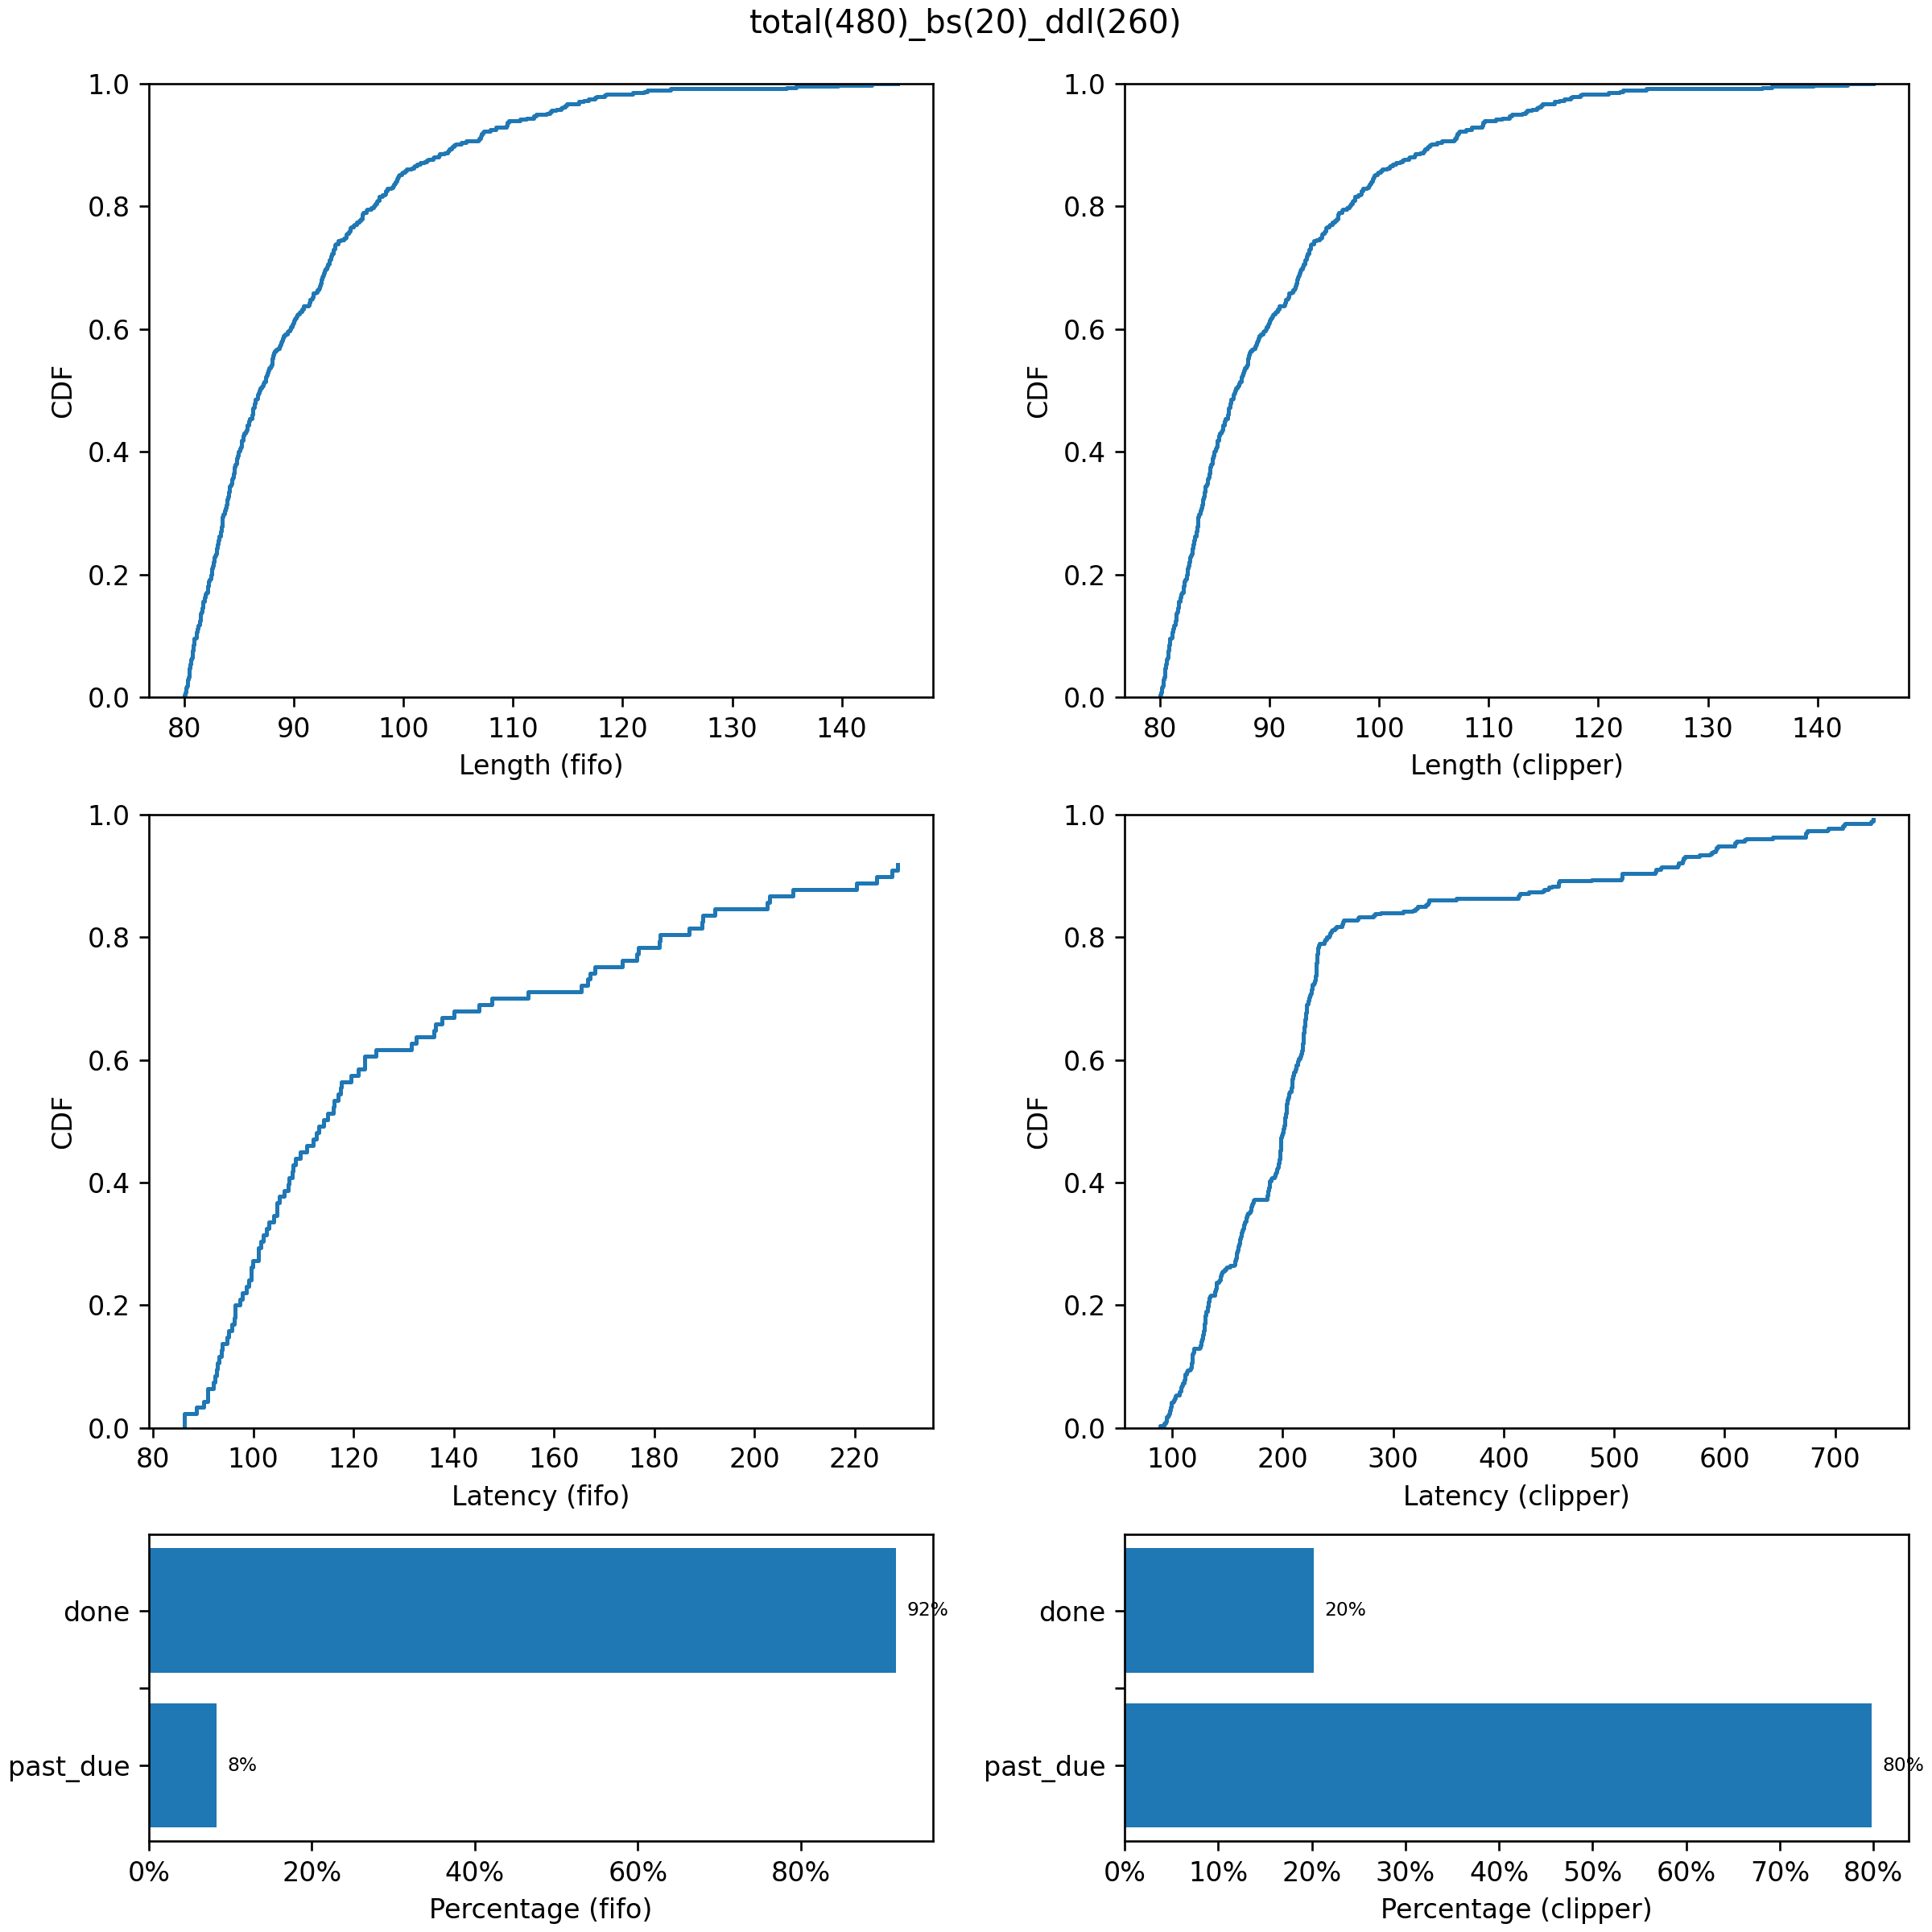 total(480)_bs(20)_ddl(260)
1.0
0.8
0.6
0.4
0.2
0.0
CDF
80 90 100 110 120 130 140
Length (fifo)
1.0
0.8
0.6
0.4
0.2
0.0
CDF
80 90 100 110 120 130 140
Length (clipper)
1.0
0.8
0.6
0.4
0.2
0.0
CDF
80 100 120 140 160 180 200 220
Latency (fifo)
1.0
0.8
0.6
0.4
0.2
0.0
CDF
100 200 300 400 500 600 700
Latency (clipper)
done 92%
past_due 8%
0% 20% 40% 60% 80%
Percentage (fifo)
done 20%
past_due 80%
0% 10% 20% 30% 40% 50% 60% 70% 80%
Percentage (clipper)